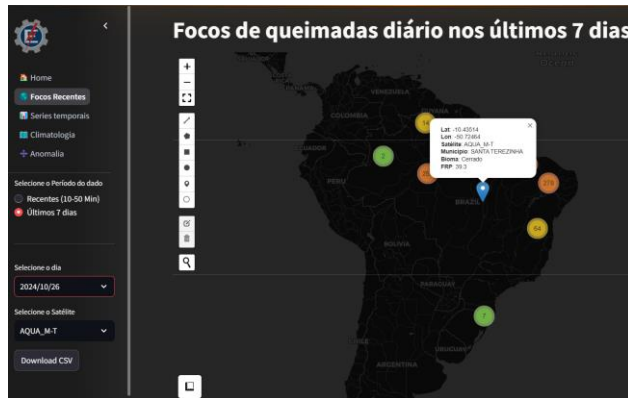 Focos de queimadas diário nos últimos 7 dias
Home
Focos Recentes
Series temporais
Climatologia
Anomalia
Selecione o Período do dado
Recentes (10-50 Min)
Últimos 7 dias
Selecione o dia
2024/10/26
Selecione o Satélite
AQUA_M-T
Download CSV
VENEZUELA
COLOMBIA
GUYANA
14
Lat: -10.43514
Lon: -50.72464
Satélite: AQUA_M-T
Município: SANTA TEREZINHA
Bioma: Cerrado
FRP: 39.3
2
276
PERU
BRAZIL
64
BOLIVIA
PARAGUAY
7
URUGUAY
ARGENTINA